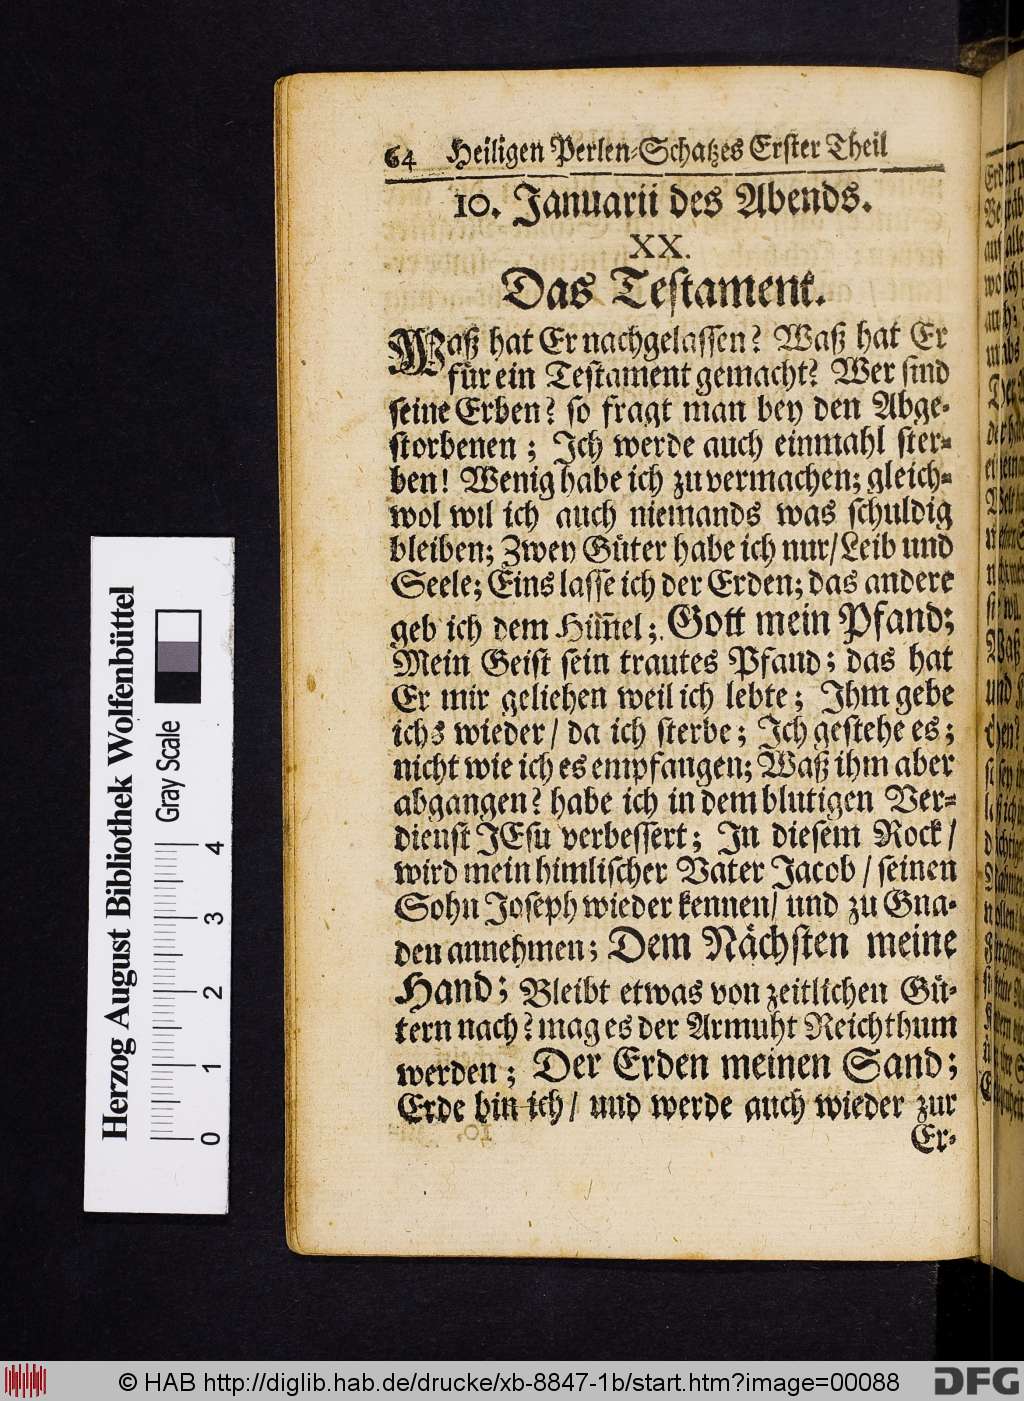 64 Heiligen Perlen-Schatzes Erster Theil
10. Januarii des Abends.
XX.
Das Testament.
Waß hat Er nachgelassen? Waß hat Er
für ein Testament gemacht? Wer sind
seine Erben? so fragt man bey den Abge-
storbenen; Ich werde auch einmahl ster-
ben! Wenig habe ich zu vermachen; gleich-
wol wil ich auch niemands was schuldig
bleiben; Zwey Güter habe ich nur/ Leib und
Seele; Eins lasse ich der Erden; das andere
geb ich dem Him̃el; Gott mein Pfand;
Mein Geist sein trautes Pfand; das hat
Er mir geliehen weil ich lebte; Ihm gebe
ichs wieder/ da ich sterbe; Ich gestehe es;
nicht wie ich es empfangen; Waß ihm aber
abgangen? habe ich in dem blutigen Ver-
dienst JEsu verbessert; In diesem Rock/
wird mein himlischer Vater Jacob/ seinen
Sohn Joseph wieder kennen/ und zu Gna-
den annehmen; Dem Nächsten meine
Hand; Bleibt etwas von zeitlichen Gü-
tern nach? mag es der Armuht Reichthum
werden; Der Erden meinen Sand;
Erde bin ich/ und werde auch wieder zur
Er-
Herzog August Bibliothek Wolfenbüttel
Gray Scale
0 1 2 3 4
© HAB http://diglib.hab.de/drucke/xb-8847-1b/start.htm?image=00088
DFG